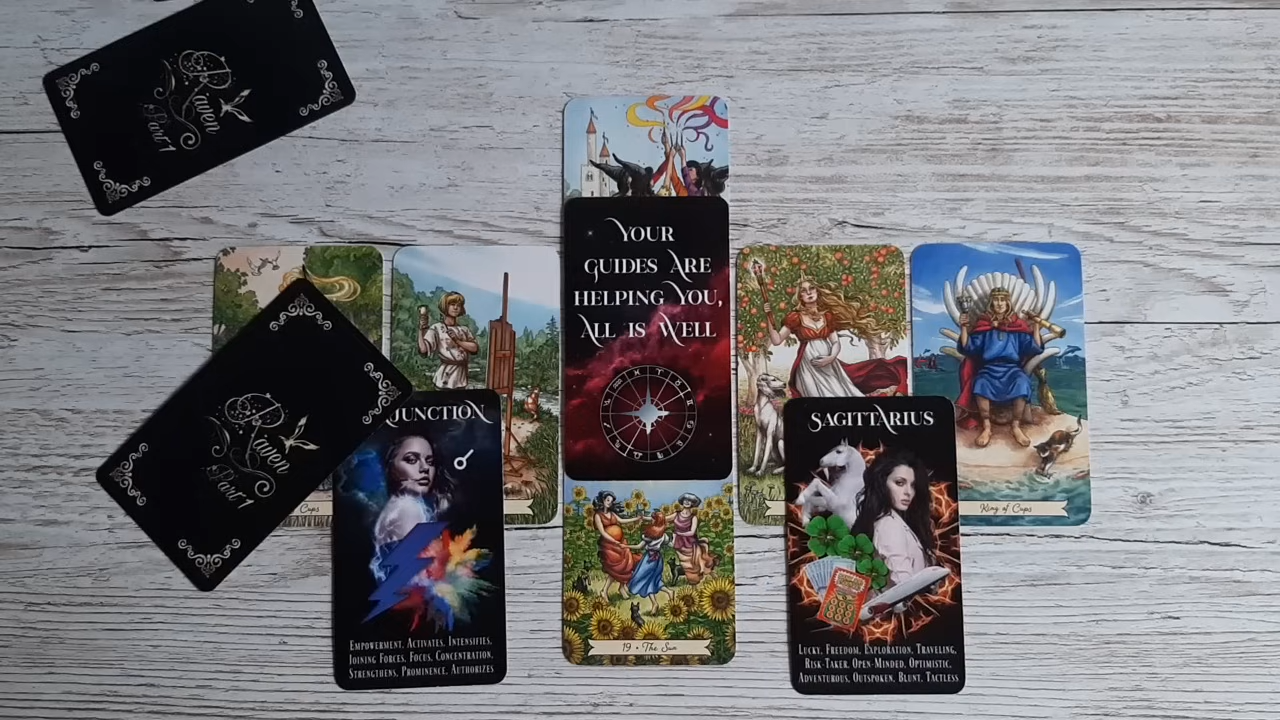 Raven
Part 1
YOUR
GUIDES ARE
HELPING YOU,
ALL IS WELL
Raven
Part 1
Cups
JUNCTION
EMPOWERMENT, ACTIVATES, INTENSIFIES,
JOINING FORCES, FOCUS, CONCENTRATION,
STRENGTHENS, PROMINENCE, AUTHORIZES
19 • The Sun
SAGITTARIUS
LUCKY, FREEDOM, EXPLORATION, TRAVELING,
RISK-TAKER, OPEN-MINDED, OPTIMISTIC,
ADVENTUROUS, OUTSPOKEN, BLUNT, TACTLESS
King of Cups